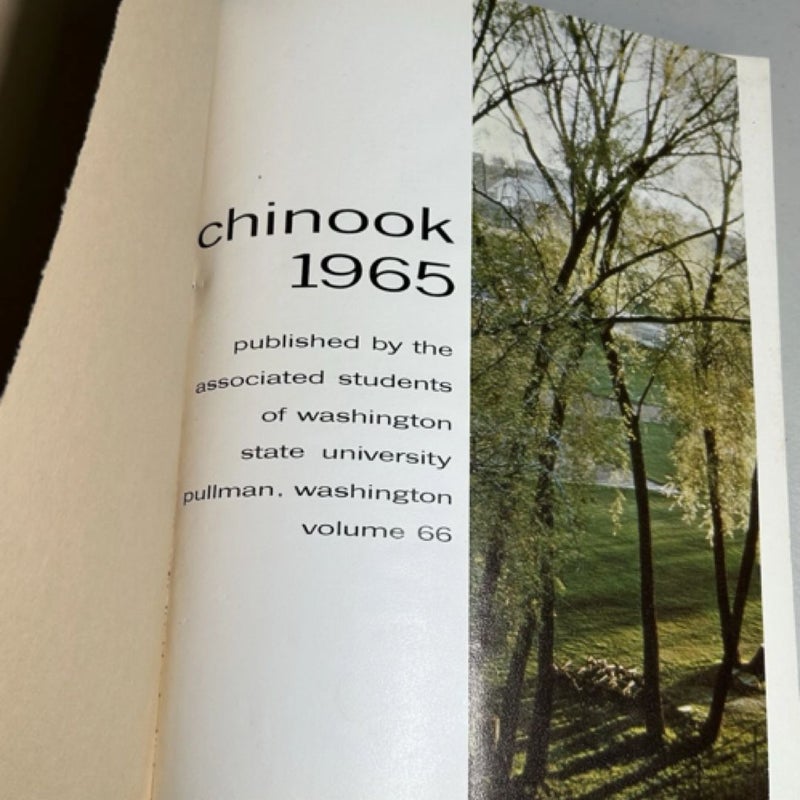 chinook
1965
published by the
associated students
of washington
state university
pullman, washington
volume 66